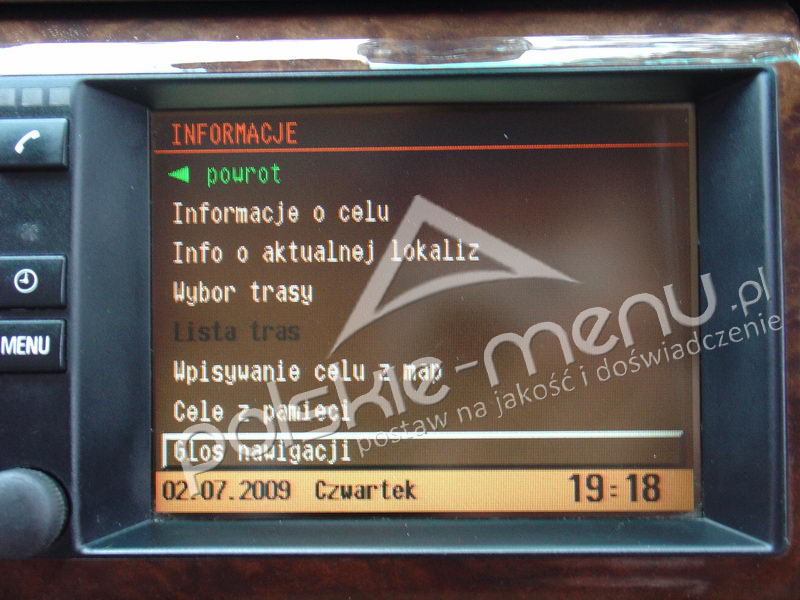 INFORMACJE
◄ powrot
Informacje o celu
Info o aktualnej lokaliz
Wybor trasy
Lista tras
MENU
Wpisywanie celu z map
Cele z pamieci
Glos nawigacji
02.07.2009 Czwartek 19:18
polskie-menu.pl
postaw na jakość i doświadczenie